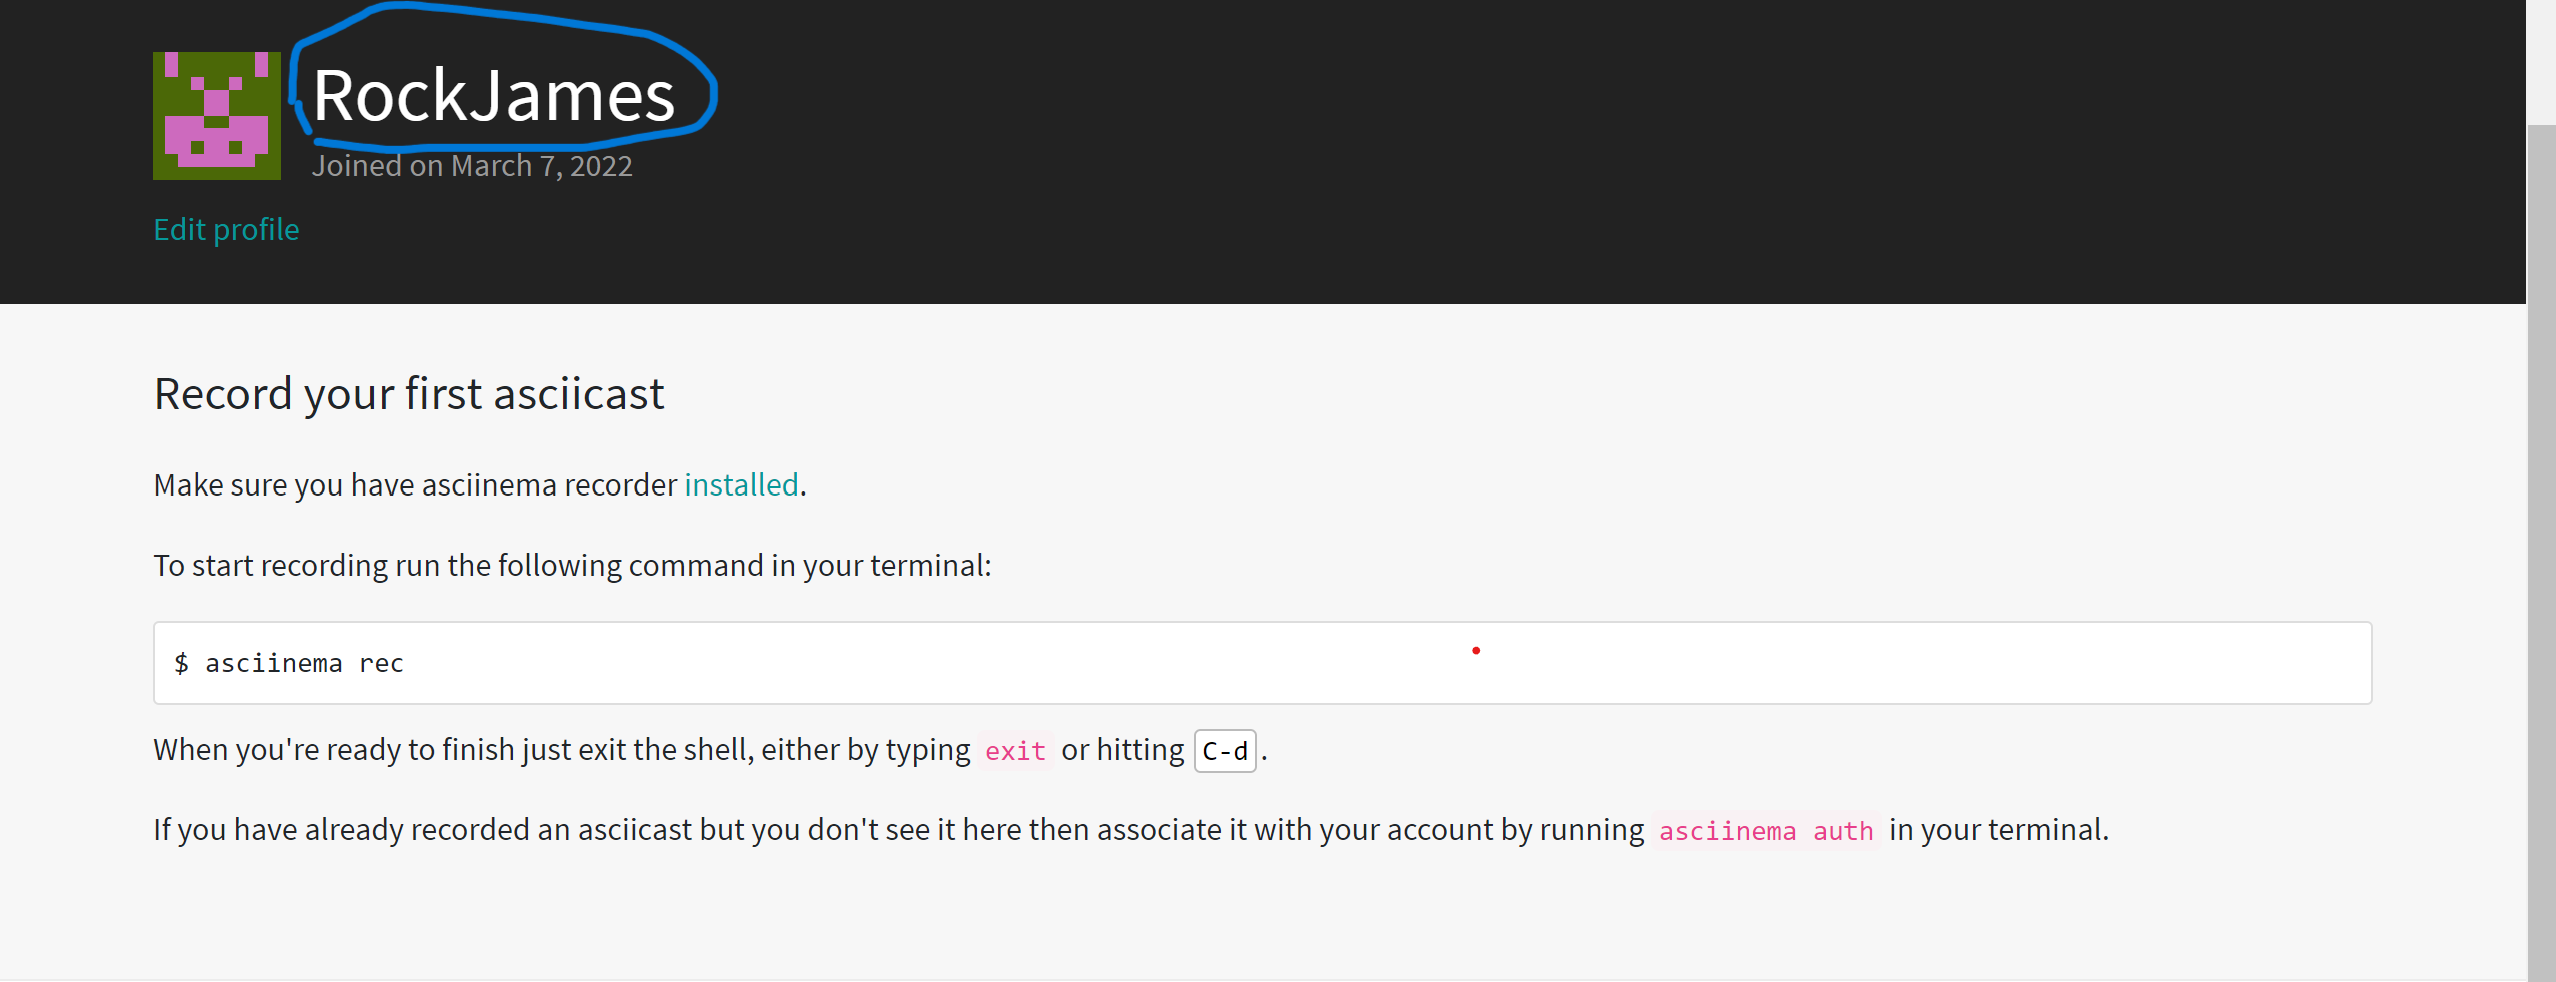 RockJames
Joined on March 7, 2022
Edit profile
Record your first asciicast
Make sure you have asciinema recorder installed.
To start recording run the following command in your terminal:
$ asciinema rec
When you're ready to finish just exit the shell, either by typing exit or hitting C-d.
If you have already recorded an asciicast but you don't see it here then associate it with your account by running asciinema auth in your terminal.